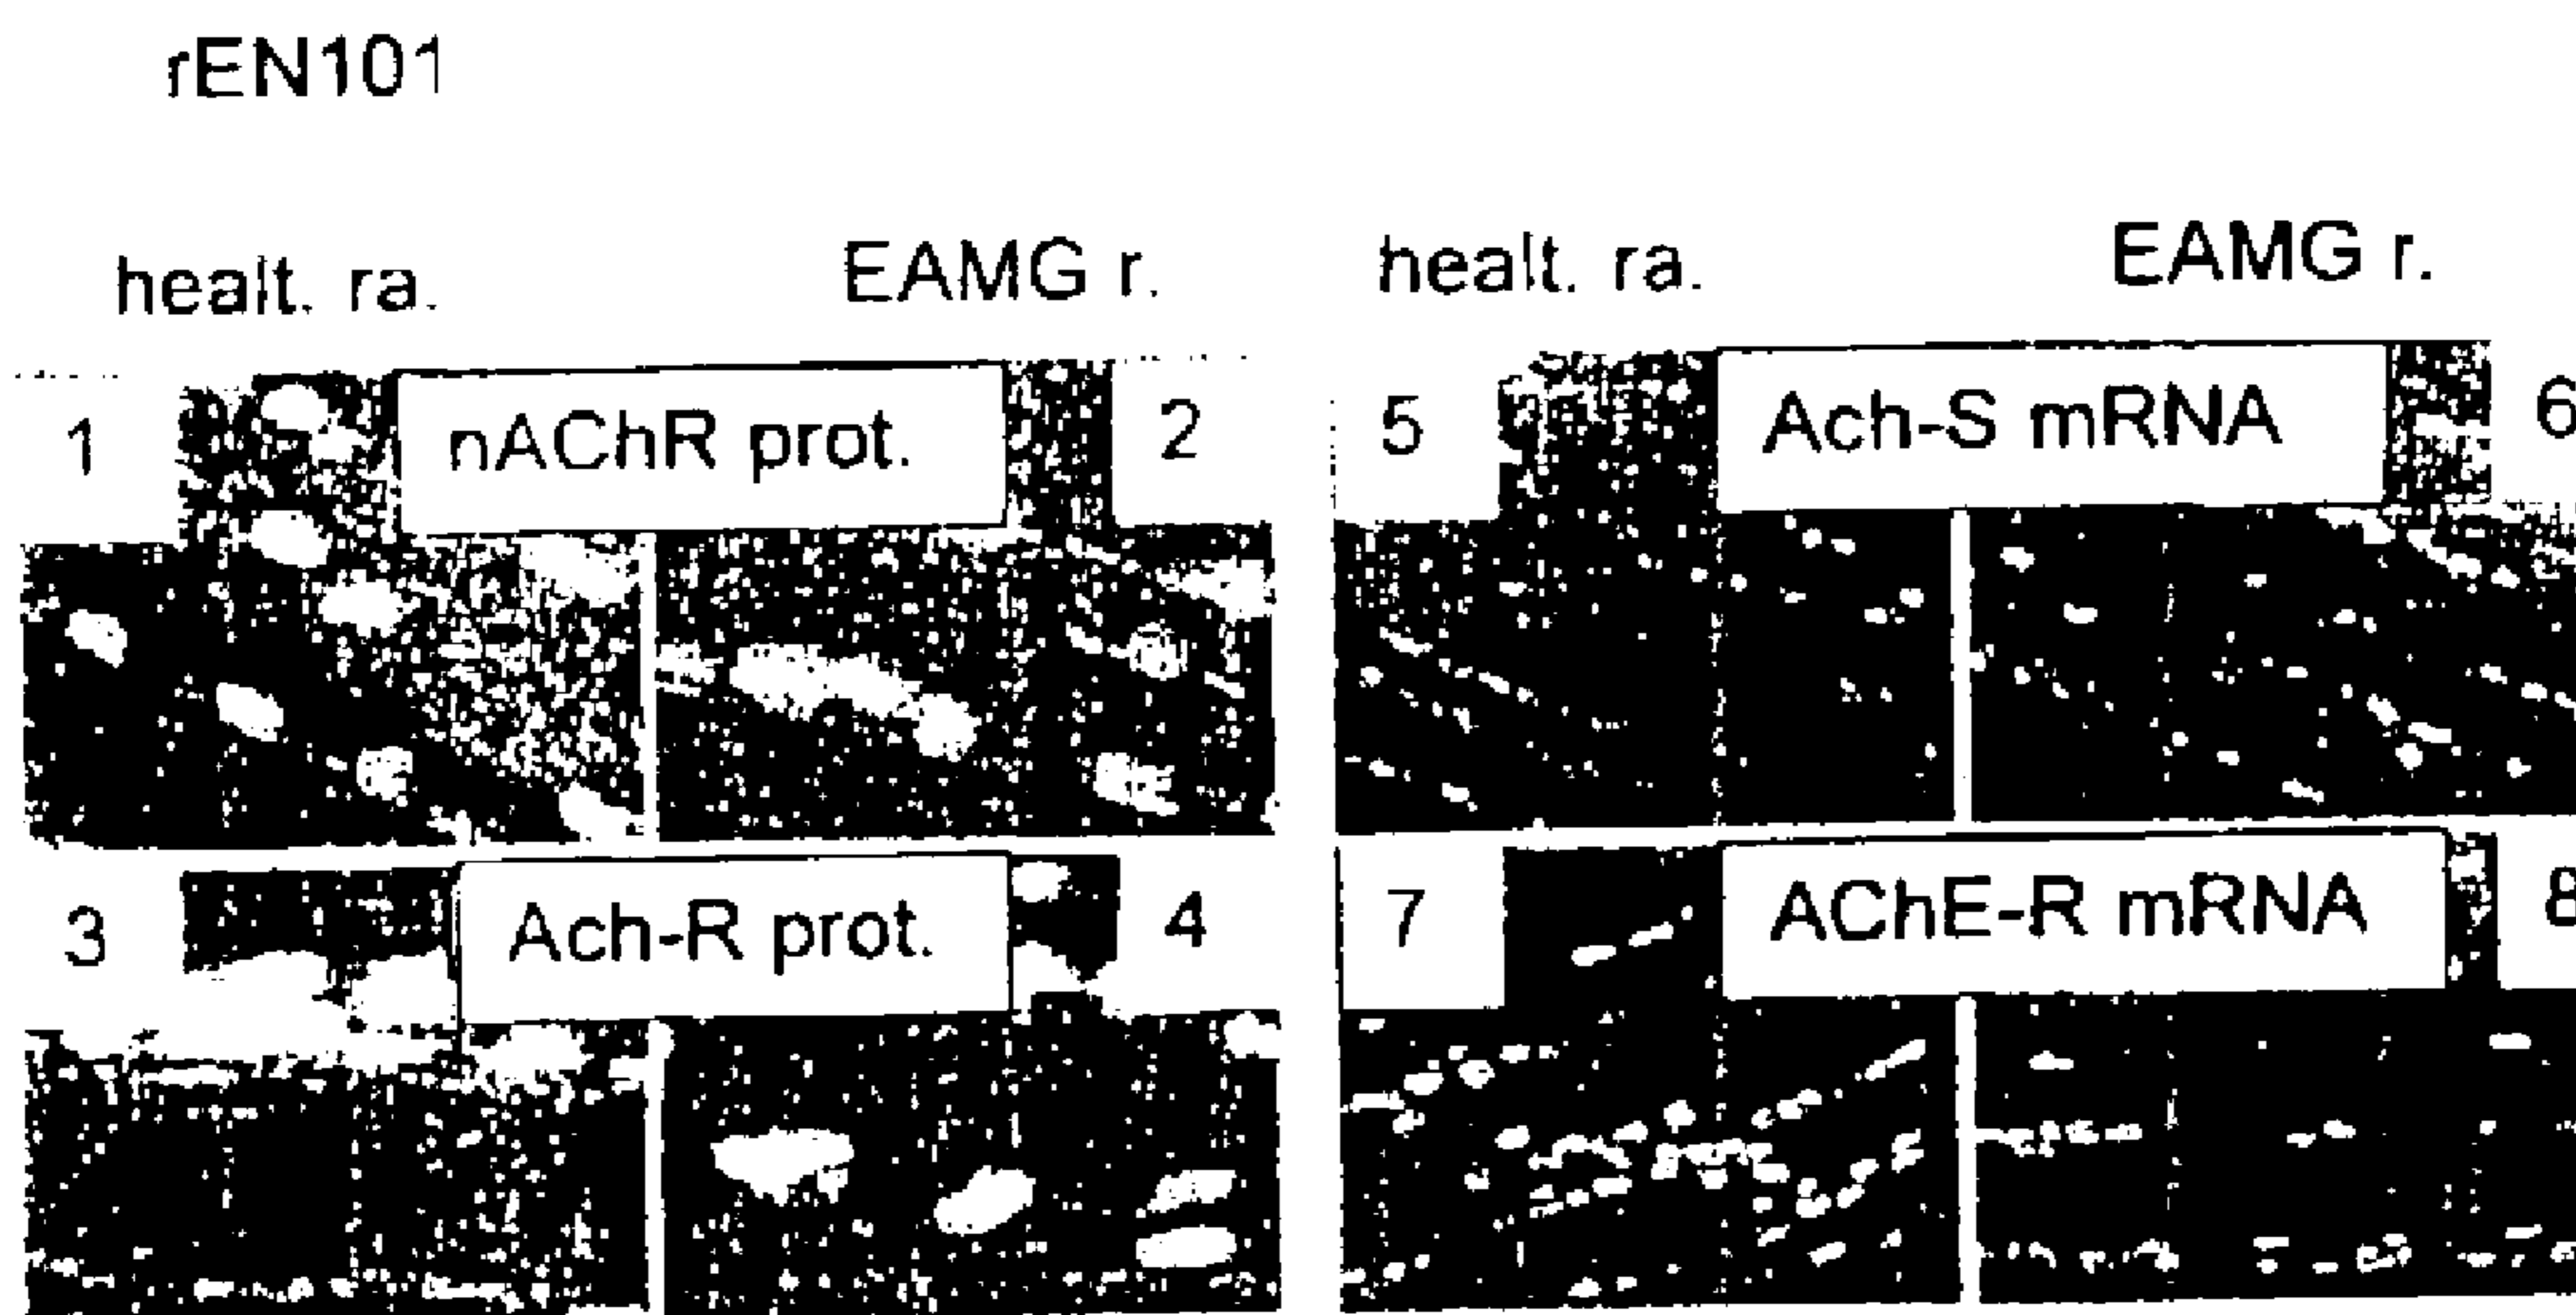 rEN101
healt. ra. EAMG r. healt. ra. EAMG r.
1 nAChR prot. 2 5 Ach-S mRNA 6
3 Ach-R prot. 4 7 AChE-R mRNA 8